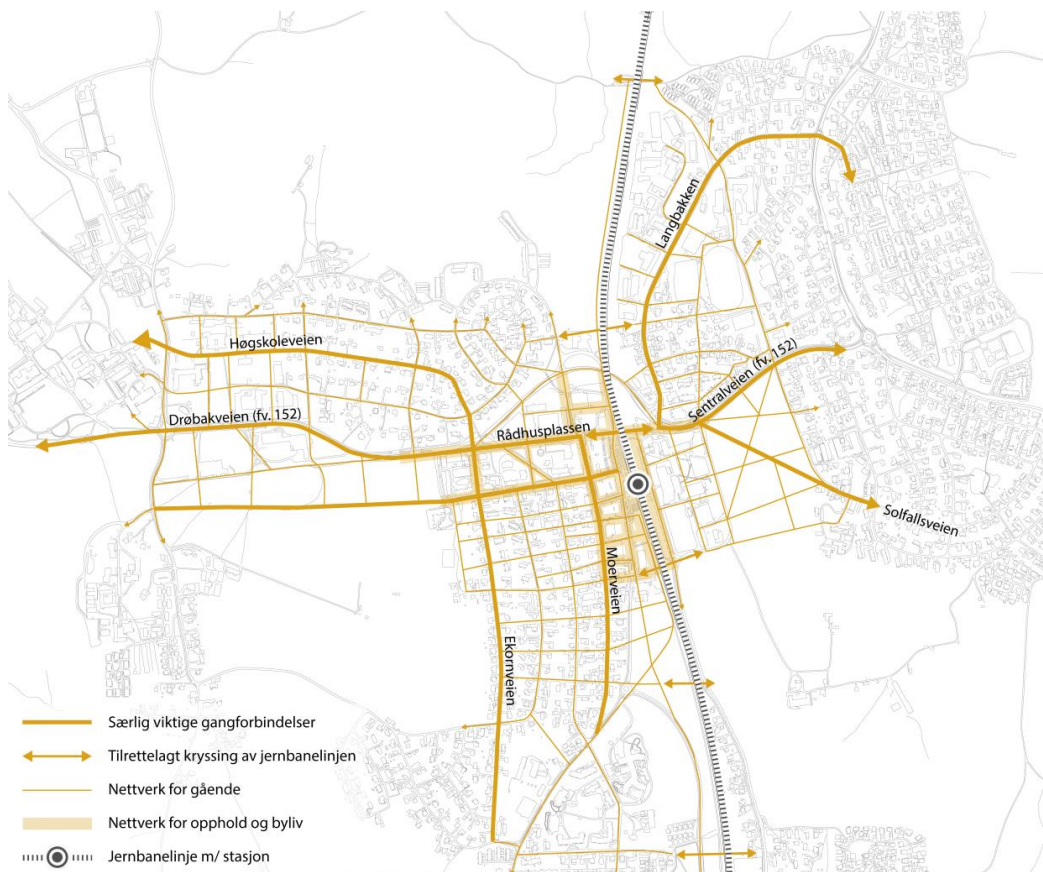 Langbakken
Høgskoleveien
Sentralveien (fv. 152)
Drøbakveien (fv. 152)
Rådhusplassen
Solfallsveien
Moerveien
Ekornveien
Særlig viktige gangforbindelser
Tilrettelagt kryssing av jernbanelinjen
Nettverk for gående
Nettverk for opphold og byliv
Jernbanelinje m/ stasjon